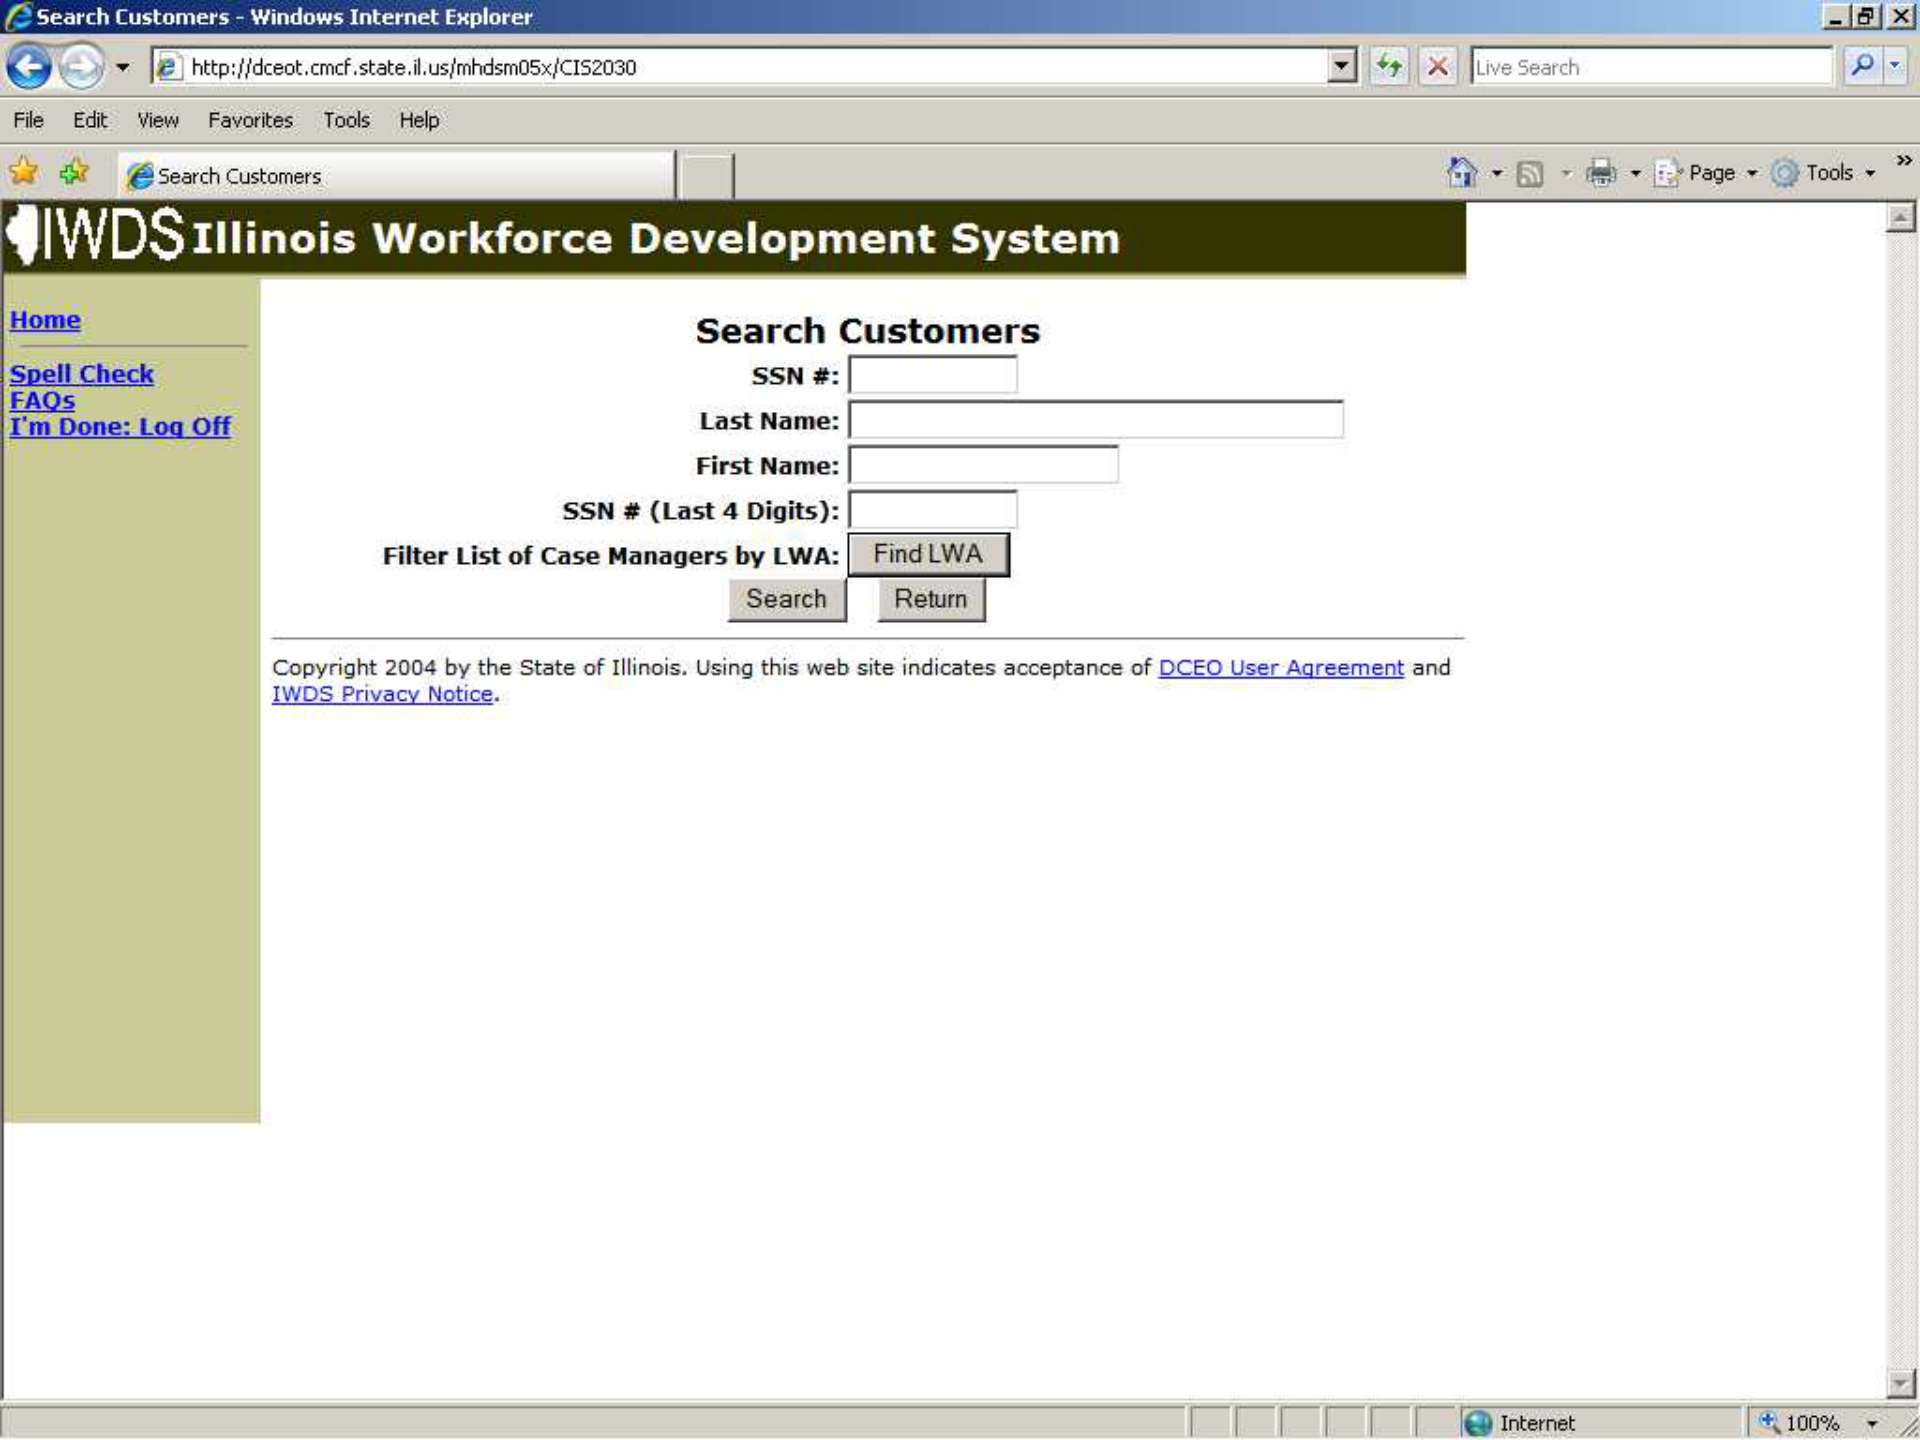 Search Customers - Windows Internet Explorer
http://dceot.cmcf.state.il.us/mhdsm05x/CIS2030
Live Search
File Edit View Favorites Tools Help
Search Customers
Page Tools »
IWDS Illinois Workforce Development System
Home
Spell Check
FAQs
I'm Done: Log Off
Search Customers
SSN #:
Last Name:
First Name:
SSN # (Last 4 Digits):
Filter List of Case Managers by LWA: Find LWA
Search Return
Copyright 2004 by the State of Illinois. Using this web site indicates acceptance of DCEO User Agreement and
IWDS Privacy Notice.
Internet 100%